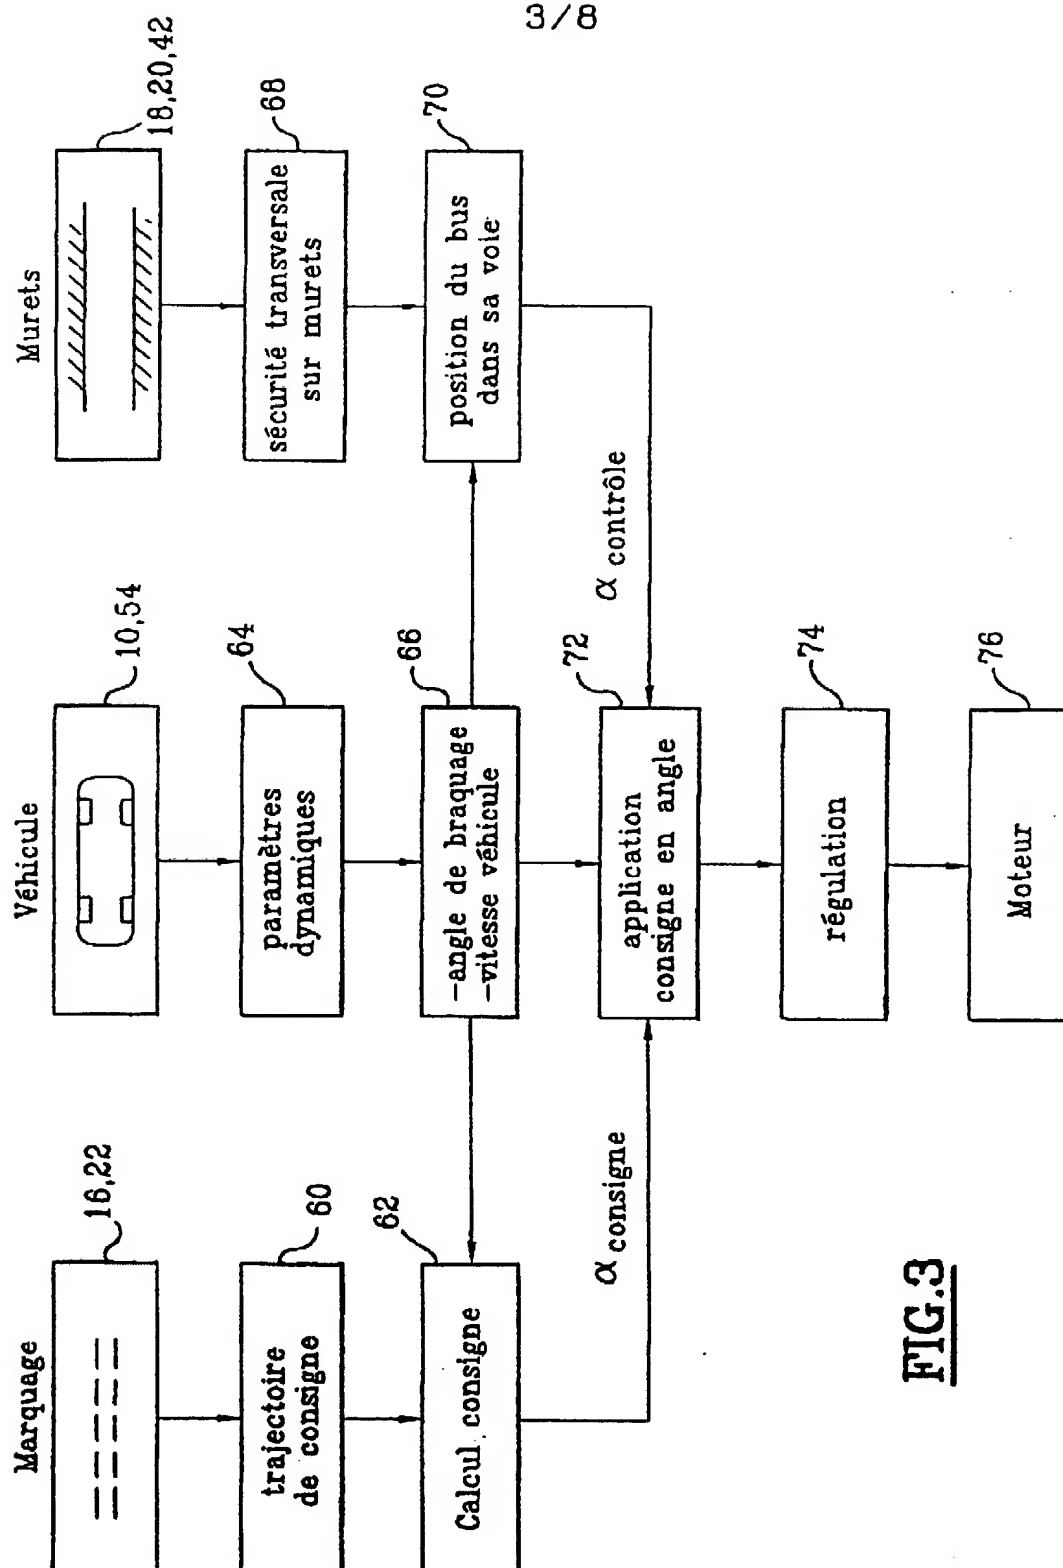 3/8
Marquage
16,22
trajectoire
de consigne
60
Calcul consigne
62
α consigne
Véhicule
10,54
paramètres
dynamiques
64
-angle de braquage
-vitesse véhicule
66
application
consigne en angle
72
régulation
74
Moteur
76
Murets
18,20,42
sécurité transversale
sur murets
68
position du bus
dans sa voie
70
α contrôle
FIG.3